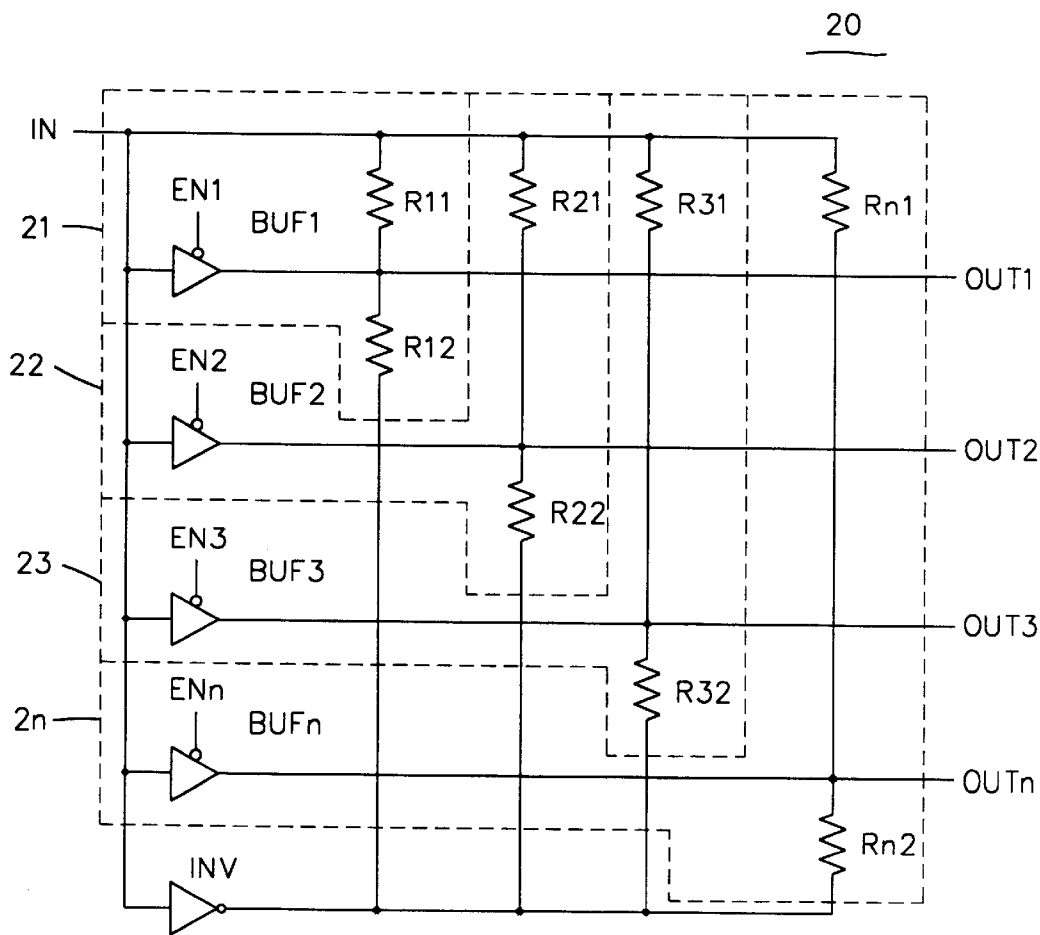 20
IN
EN1
R11
R21
R31
Rn1
21
BUF1
OUT1
R12
22
EN2
BUF2
OUT2
R22
23
EN3
BUF3
OUT3
R32
2n
ENn
BUFn
OUTn
Rn2
INV